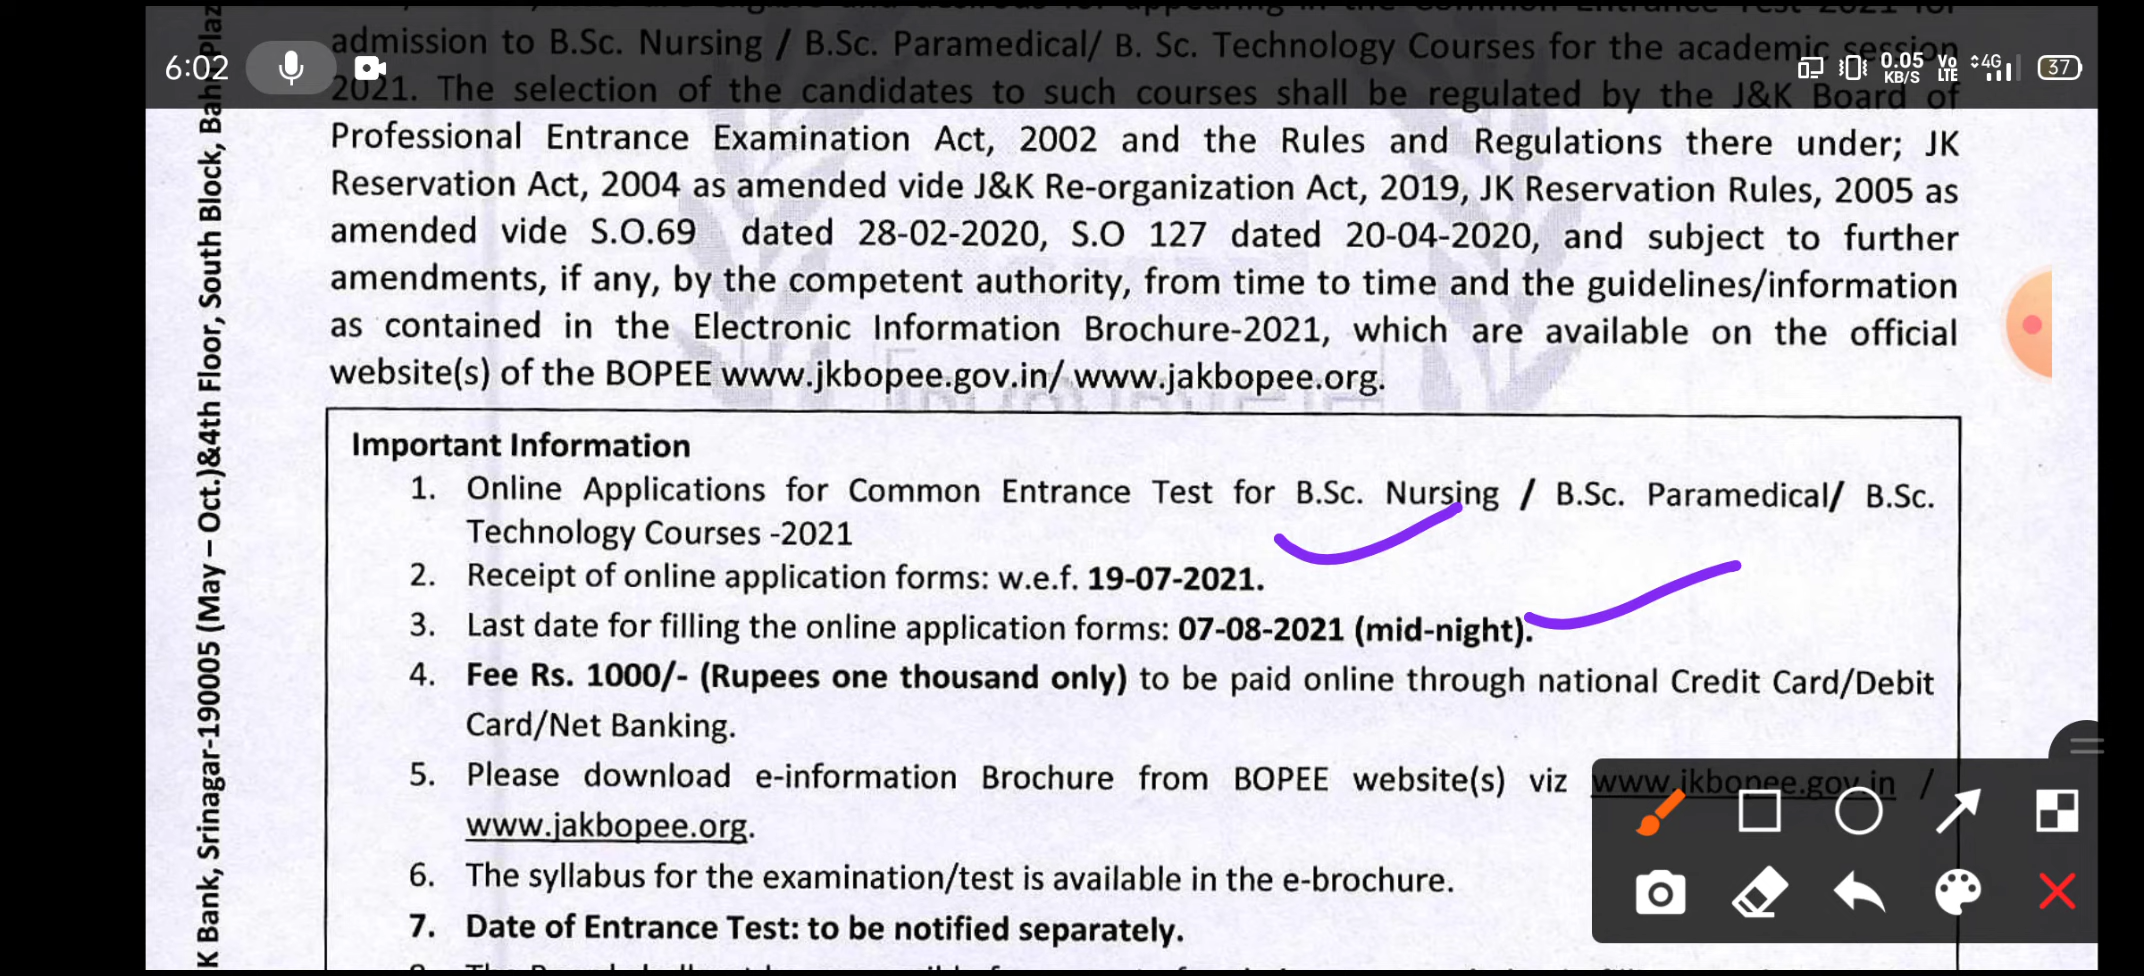 admission to B.Sc. Nursing / B.Sc. Paramedical/ B. Sc. Technology Courses for the academic session
6:02
0.05 KB/S Vo LTE 4G 37
2021. The selection of the candidates to such courses shall be regulated by the J&K Board of
Professional Entrance Examination Act, 2002 and the Rules and Regulations there under; JK
Reservation Act, 2004 as amended vide J&K Re-organization Act, 2019, JK Reservation Rules, 2005 as
amended vide S.O.69 dated 28-02-2020, S.O 127 dated 20-04-2020, and subject to further
amendments, if any, by the competent authority, from time to time and the guidelines/information
as contained in the Electronic Information Brochure-2021, which are available on the official
website(s) of the BOPEE www.jkbopee.gov.in/ www.jakbopee.org.
Important Information
1. Online Applications for Common Entrance Test for B.Sc. Nursing / B.Sc. Paramedical/ B.Sc.
Technology Courses -2021
2. Receipt of online application forms: w.e.f. 19-07-2021.
3. Last date for filling the online application forms: 07-08-2021 (mid-night).
4. Fee Rs. 1000/- (Rupees one thousand only) to be paid online through national Credit Card/Debit
Card/Net Banking.
5. Please download e-information Brochure from BOPEE website(s) viz www.jkbopee.gov.in /
www.jakbopee.org.
6. The syllabus for the examination/test is available in the e-brochure.
7. Date of Entrance Test: to be notified separately.
K Bank, Srinagar-190005 (May – Oct.)&4th Floor, South Block, Bahu Plaz